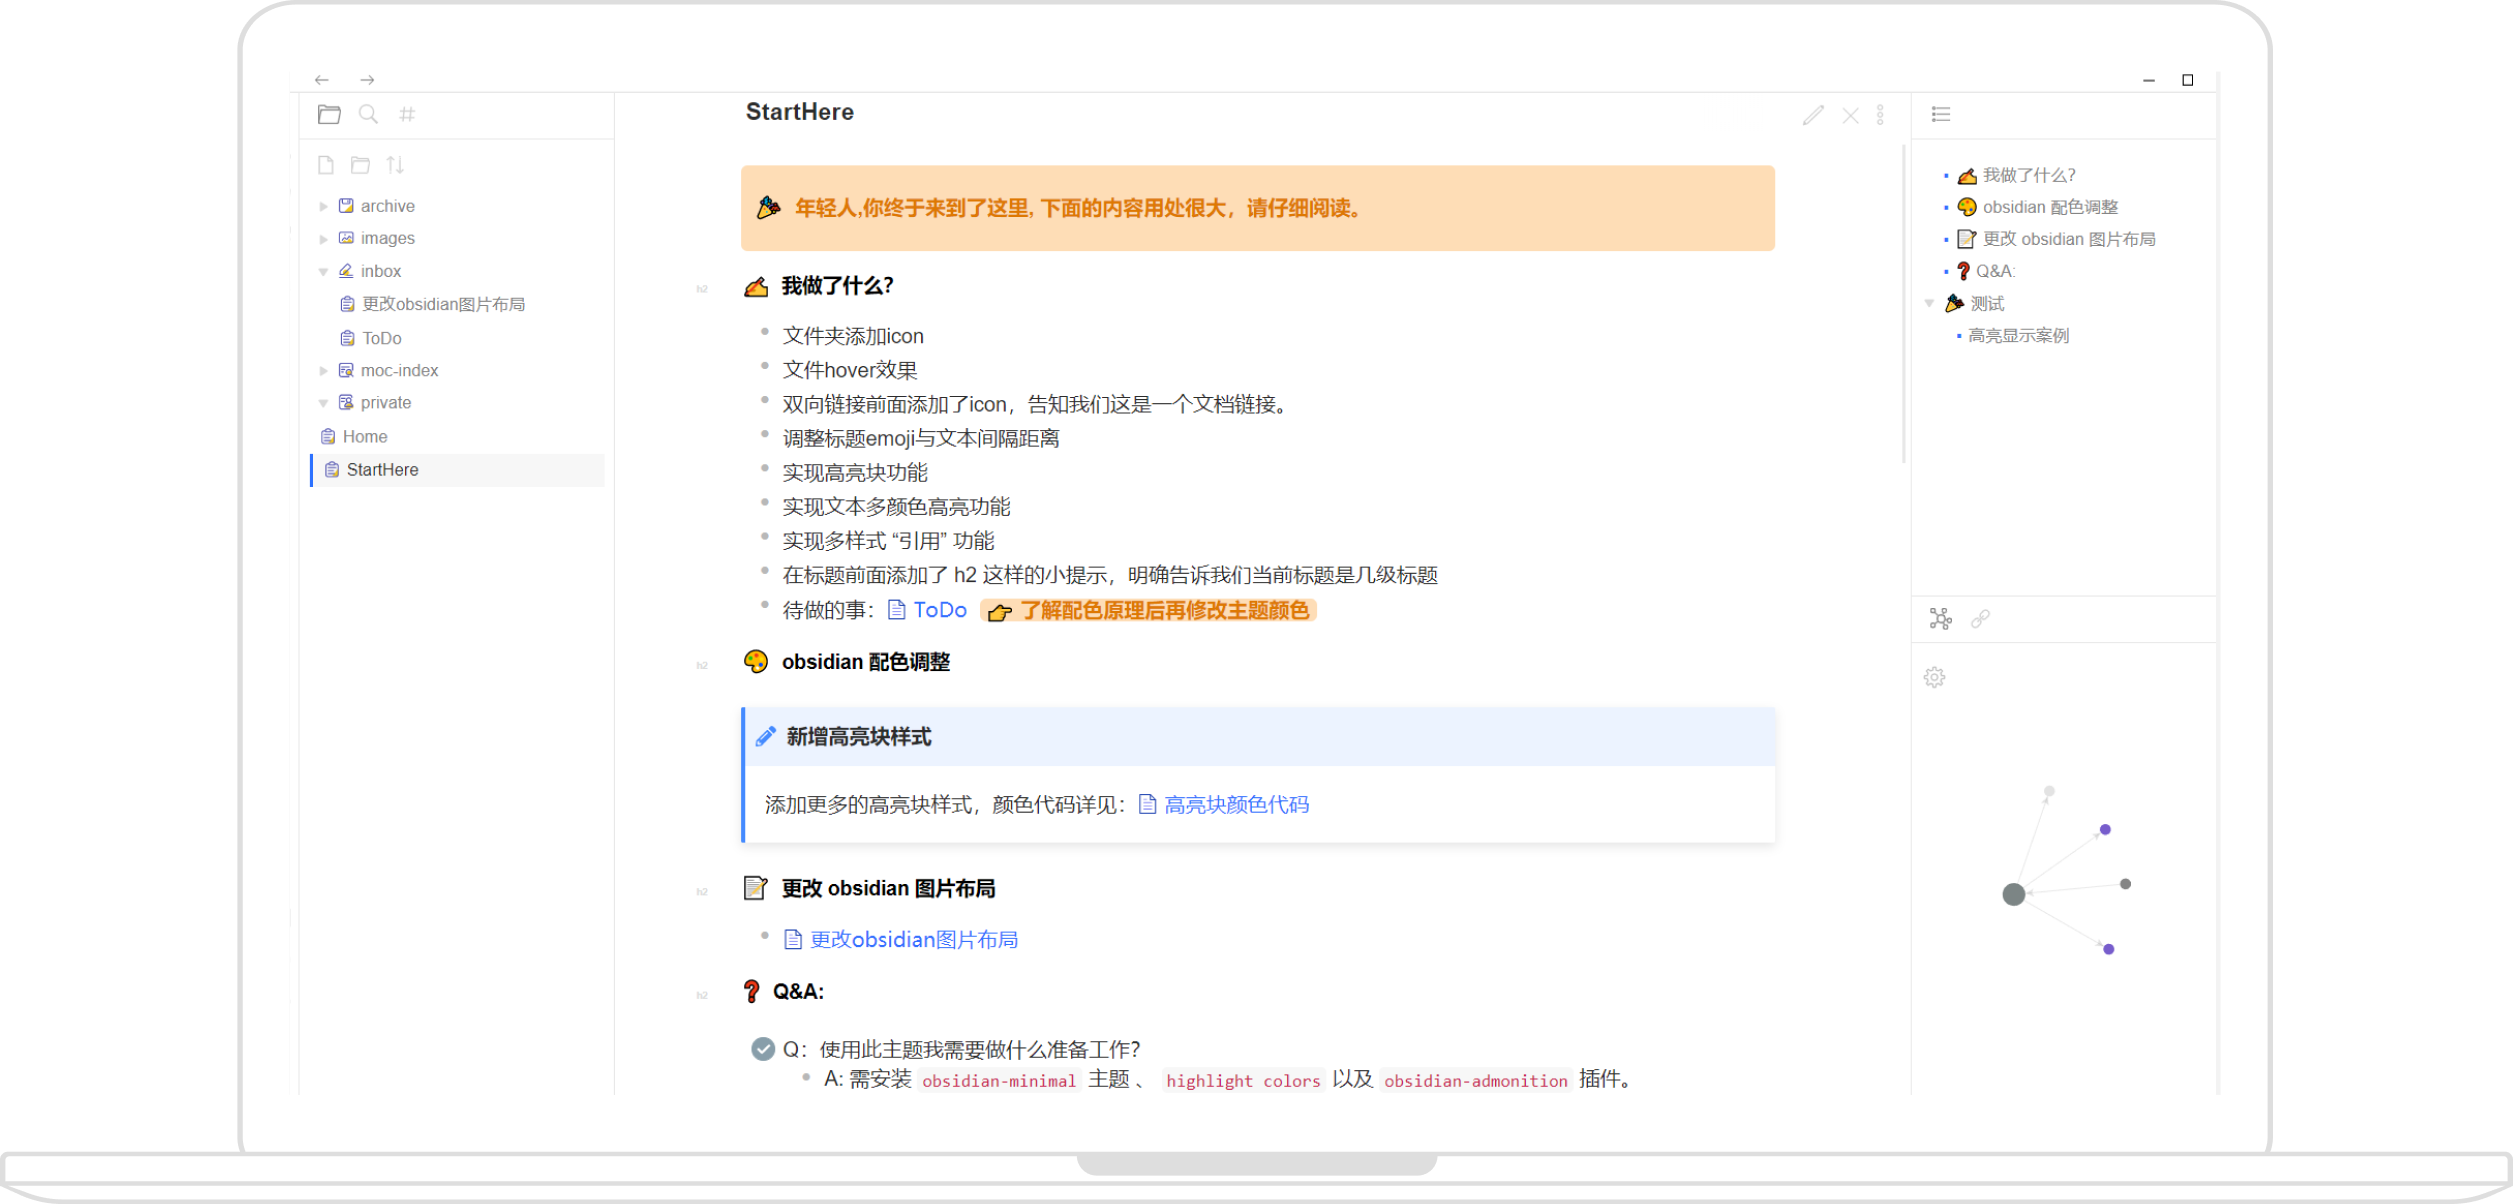 StartHere
archive
images
inbox
更改obsidian图片布局
ToDo
moc-index
private
Home
StartHere
年轻人,你终于来到了这里, 下面的内容用处很大，请仔细阅读。
h2
我做了什么？
文件夹添加icon
文件hover效果
双向链接前面添加了icon，告知我们这是一个文档链接。
调整标题emoji与文本间隔距离
实现高亮块功能
实现文本多颜色高亮功能
实现多样式 “引用” 功能
在标题前面添加了 h2 这样的小提示，明确告诉我们当前标题是几级标题
待做的事： ToDo 👉 了解配色原理后再修改主题颜色
h2
obsidian 配色调整
新增高亮块样式
添加更多的高亮块样式，颜色代码详见： 高亮块颜色代码
h2
更改 obsidian 图片布局
更改obsidian图片布局
h2
❓ Q&A:
Q：使用此主题我需要做什么准备工作？
A: 需安装 obsidian-minimal 主题 、 highlight colors 以及 obsidian-admonition 插件。
我做了什么？
obsidian 配色调整
更改 obsidian 图片布局
❓ Q&A:
测试
高亮显示案例